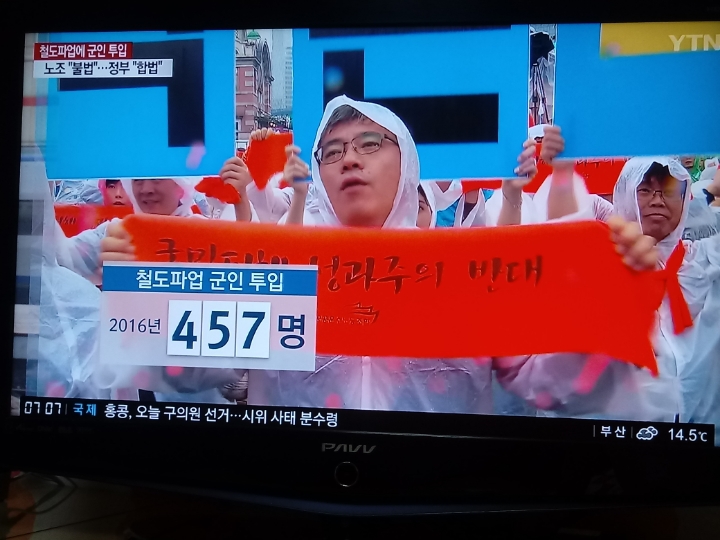 철도파업에 군인 투입
노조 "불법"…정부 "합법"
YTN
성과주의 반대
철도파업 군인 투입
2016년 457 명
07:07 국제 홍콩, 오늘 구의원 선거…시위 사태 분수령
부산 14.5℃
PAVV